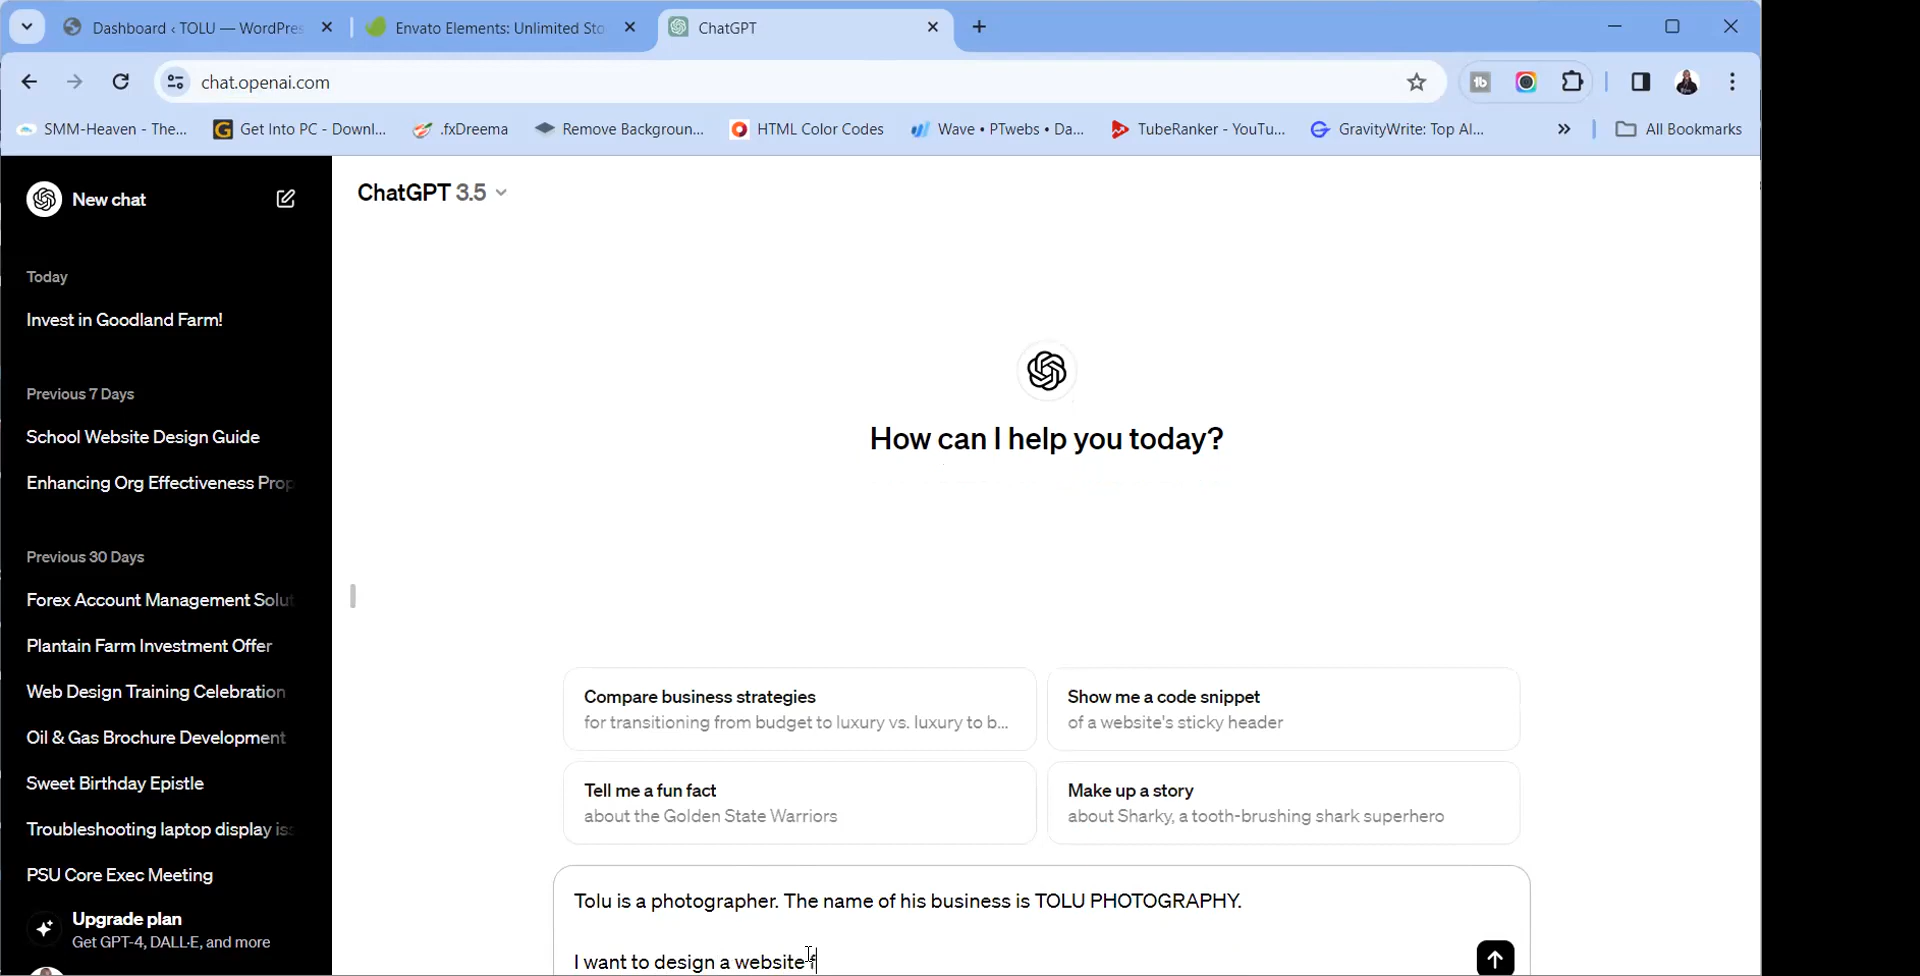 Dashboard ‹ TOLU — WordPres
Envato Elements: Unlimited Sto
ChatGPT
chat.openai.com
SMM-Heaven - The...
Get Into PC - Downl...
.fxDreema
Remove Backgroun...
HTML Color Codes
Wave • PTwebs • Da...
TubeRanker - YouTu...
GravityWrite: Top AI...
»
All Bookmarks
New chat
ChatGPT 3.5
Today
Invest in Goodland Farm!
Previous 7 Days
School Website Design Guide
Enhancing Org Effectiveness Prop
Previous 30 Days
Forex Account Management Solut
Plantain Farm Investment Offer
Web Design Training Celebration
Oil & Gas Brochure Development
Sweet Birthday Epistle
Troubleshooting laptop display iss
PSU Core Exec Meeting
Upgrade plan
Get GPT-4, DALL·E, and more
How can I help you today?
Compare business strategies
for transitioning from budget to luxury vs. luxury to b...
Show me a code snippet
of a website's sticky header
Tell me a fun fact
about the Golden State Warriors
Make up a story
about Sharky, a tooth-brushing shark superhero
Tolu is a photographer. The name of his business is TOLU PHOTOGRAPHY.
I want to design a website f